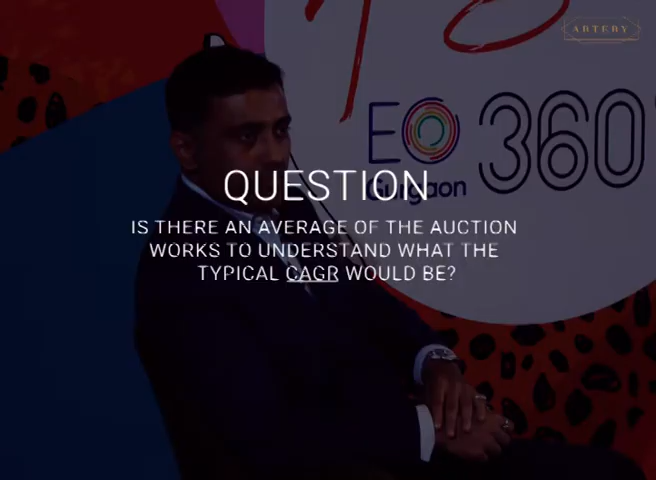 ARTERY
EO 360°
Gurgaon
QUESTION
IS THERE AN AVERAGE OF THE AUCTION
WORKS TO UNDERSTAND WHAT THE
TYPICAL CAGR WOULD BE?